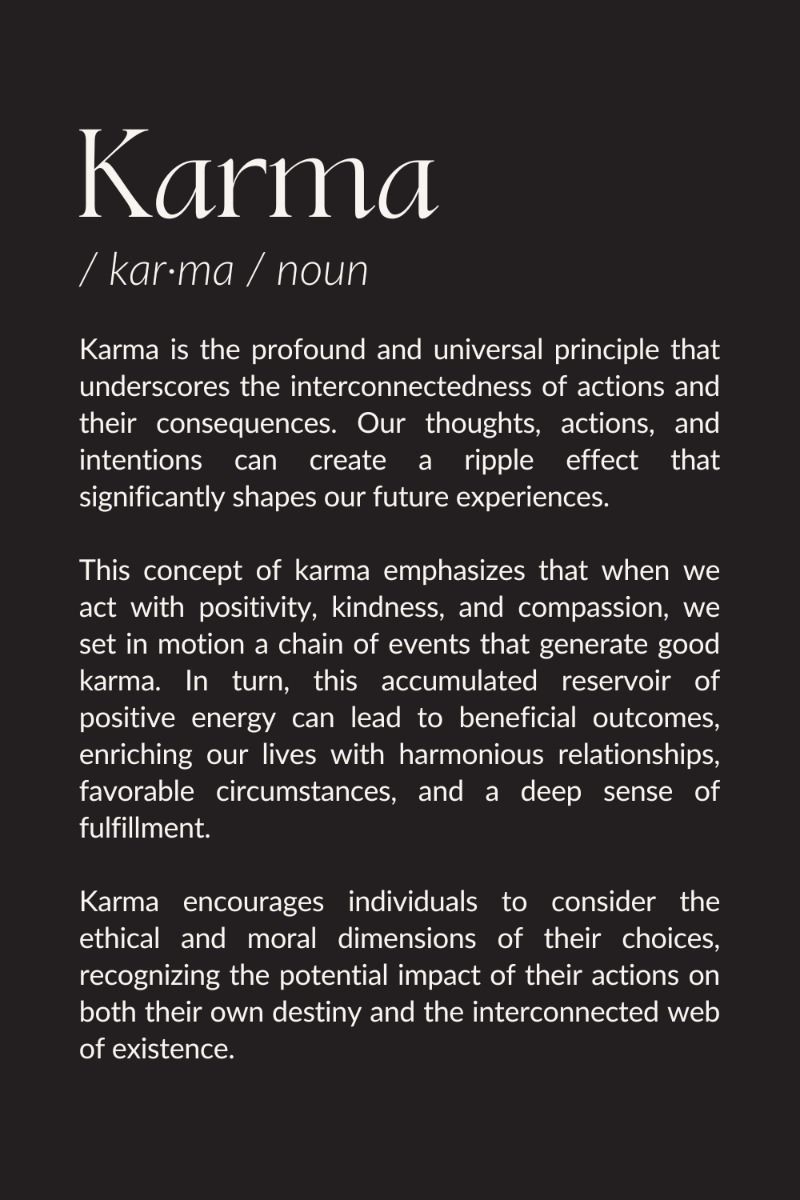 Karma
/ kar·ma / noun
Karma is the profound and universal principle that
underscores the interconnectedness of actions and
their consequences. Our thoughts, actions, and
intentions can create a ripple effect that
significantly shapes our future experiences.
This concept of karma emphasizes that when we
act with positivity, kindness, and compassion, we
set in motion a chain of events that generate good
karma. In turn, this accumulated reservoir of
positive energy can lead to beneficial outcomes,
enriching our lives with harmonious relationships,
favorable circumstances, and a deep sense of
fulfillment.
Karma encourages individuals to consider the
ethical and moral dimensions of their choices,
recognizing the potential impact of their actions on
both their own destiny and the interconnected web
of existence.